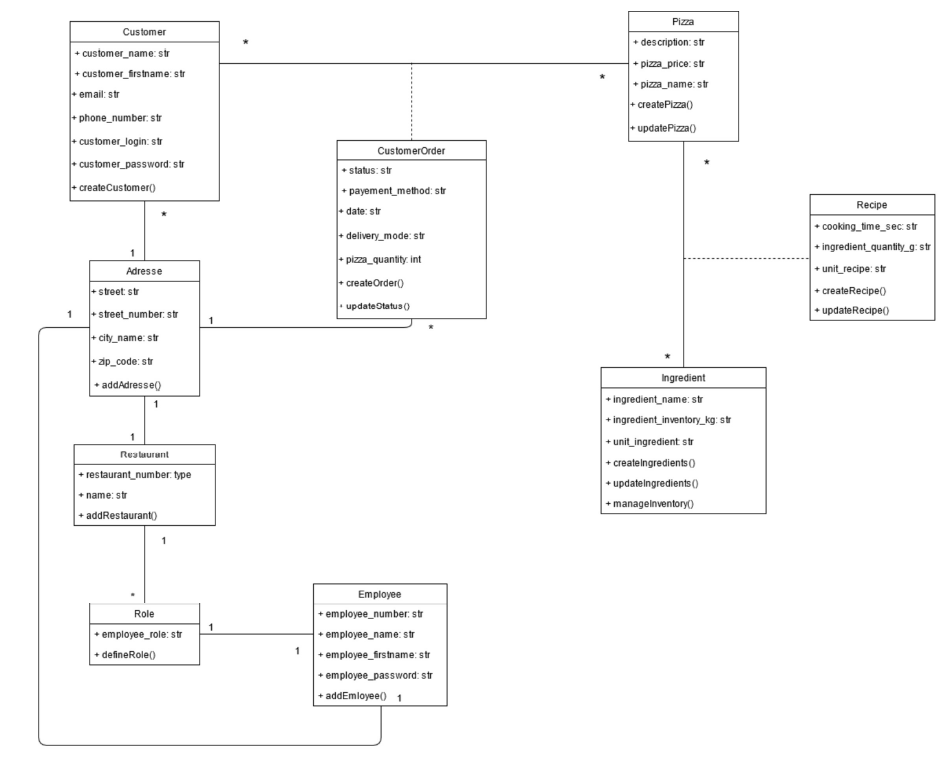 Customer
+ customer_name: str
+ customer_firstname: str
+ email: str
+ phone_number: str
+ customer_login: str
+ customer_password: str
+ createCustomer()
*
*
Pizza
+ description: str
+ pizza_price: str
+ pizza_name: str
+ createPizza()
+ updatePizza()
*
CustomerOrder
+ status: str
+ payement_method: str
+ date: str
+ delivery_mode: str
+ pizza_quantity: int
+ createOrder()
+ updateStatus()
*
Recipe
+ cooking_time_sec: str
+ ingredient_quantity_g: str
+ unit_recipe: str
+ createRecipe()
+ updateRecipe()
*
1
Adresse
+ street: str
+ street_number: str
+ city_name: str
+ zip_code: str
+ addAdresse()
1
1
1
*
Ingredient
+ ingredient_name: str
+ ingredient_inventory_kg: str
+ unit_ingredient: str
+ createIngredients()
+ updateIngredients()
+ manageInventory()
1
Restaurant
+ restaurant_number: type
+ name: str
+ addRestaurant()
1
*
Role
+ employee_role: str
+ defineRole()
1
1
Employee
+ employee_number: str
+ employee_name: str
+ employee_firstname: str
+ employee_password: str
+ addEmloyee()
1